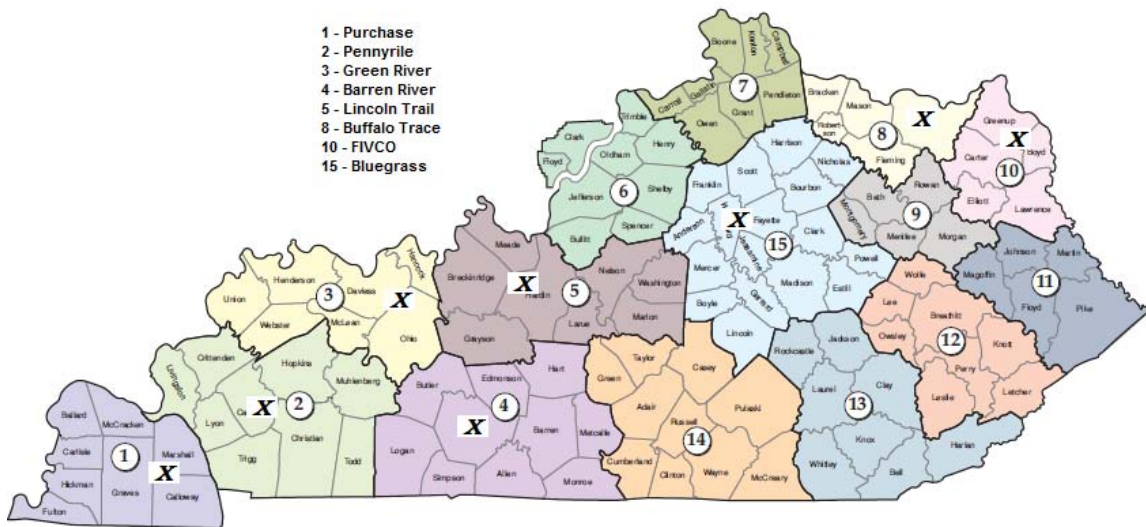 1 - Purchase
2 - Pennyrile
3 - Green River
4 - Barren River
5 - Lincoln Trail
8 - Buffalo Trace
10 - FIVCO
15 - Bluegrass
Boone
Kenton
Campbell
Carroll
Gallatin
7
Pendleton
Owen
Grant
Bracken
Mason
X
Robert-
son
8
Fleming
Greenup
X
Boyd
Carter
10
Elliott
Lawrence
Trimble
Clark
Floyd
Oldham
Henry
6
Shelby
Jefferson
Spencer
Bullitt
Harrison
Nicholas
Scott
Bourbon
Franklin
X
Fayette
15
Clark
Anderson
Jessamine
Powell
Mercer
Madison
Estill
Boyle
Garrard
Lincoln
Rowan
Bath
9
Montgomery
Menifee
Morgan
Johnson
Martin
Magoffin
11
Floyd
Pike
Meade
Breckinridge
X
Hardin
5
Nelson
Washington
Larue
Marion
Grayson
Hancock
Henderson
3
Daviess
X
Union
Webster
McLean
Ohio
Wolfe
Lee
Breathitt
Owsley
12
Knott
Perry
Leslie
Letcher
Crittenden
Hopkins
Livingston
Muhlenberg
X
2
Lyon
Christian
Trigg
Todd
Butler
Edmonson
Hart
4
X
Barren
Metcalfe
Logan
Simpson
Allen
Monroe
Taylor
Casey
Green
Adair
Russell
Pulaski
14
Cumberland
Clinton
Wayne
McCreary
Rockcastle
Jackson
Laurel
Clay
13
Knox
Whitley
Bell
Harlan
Ballard
McCracken
Carlisle
1
Marshall
X
Hickman
Graves
Calloway
Fulton